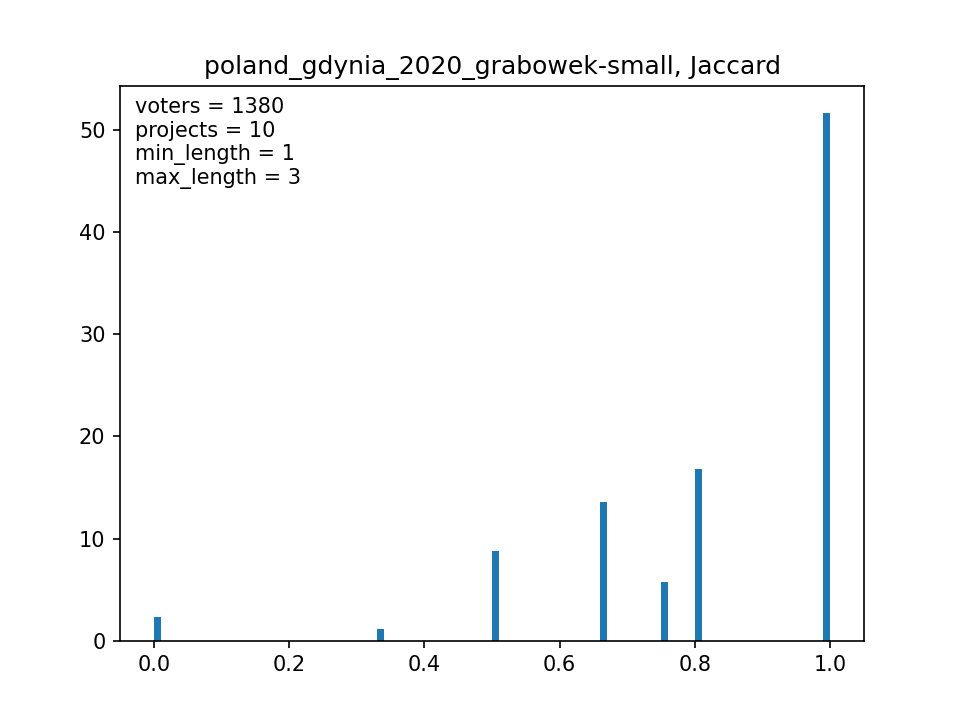 poland_gdynia_2020_grabowek-small, Jaccard
voters = 1380
projects = 10
min_length = 1
max_length = 3
50
40
30
20
10
0
0.0 0.2 0.4 0.6 0.8 1.0